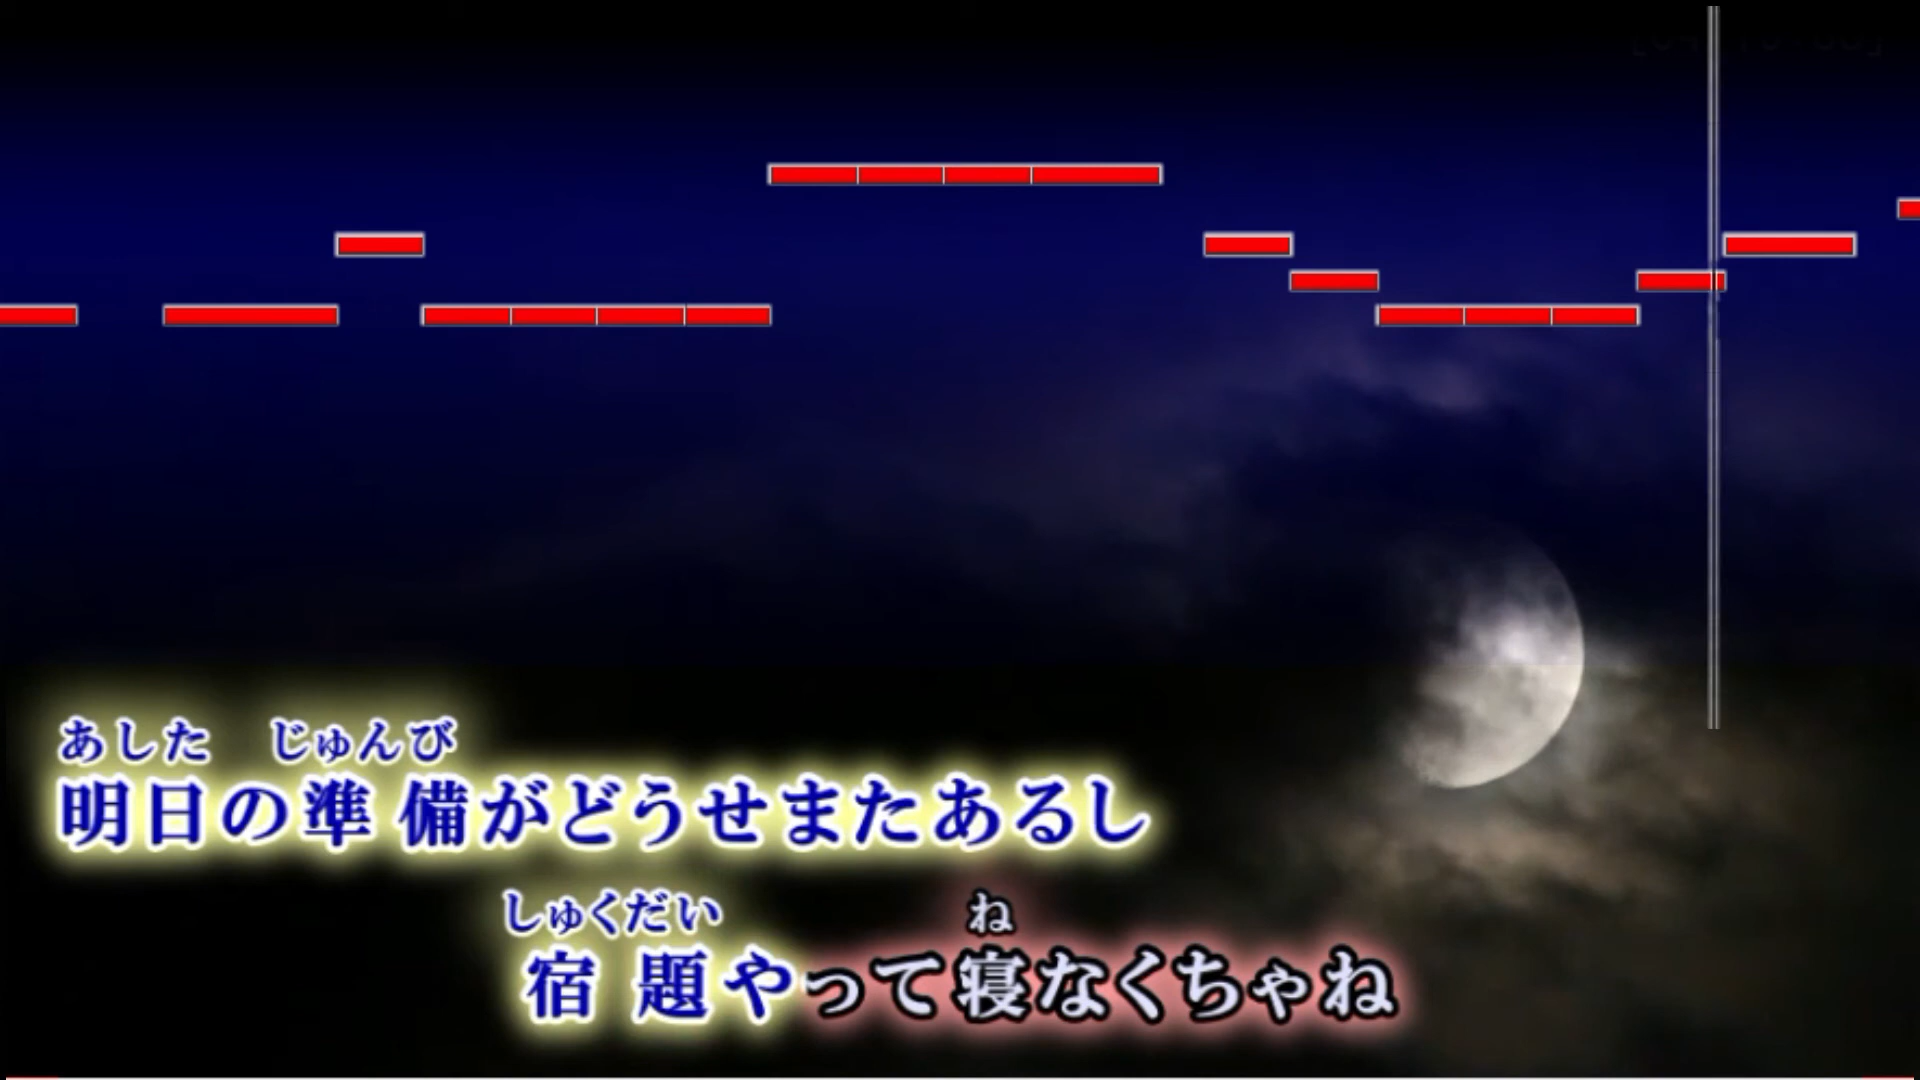 あした じゅんび
明日の準備がどうせまたあるし
しゅくだい ね
宿題やって寝なくちゃね